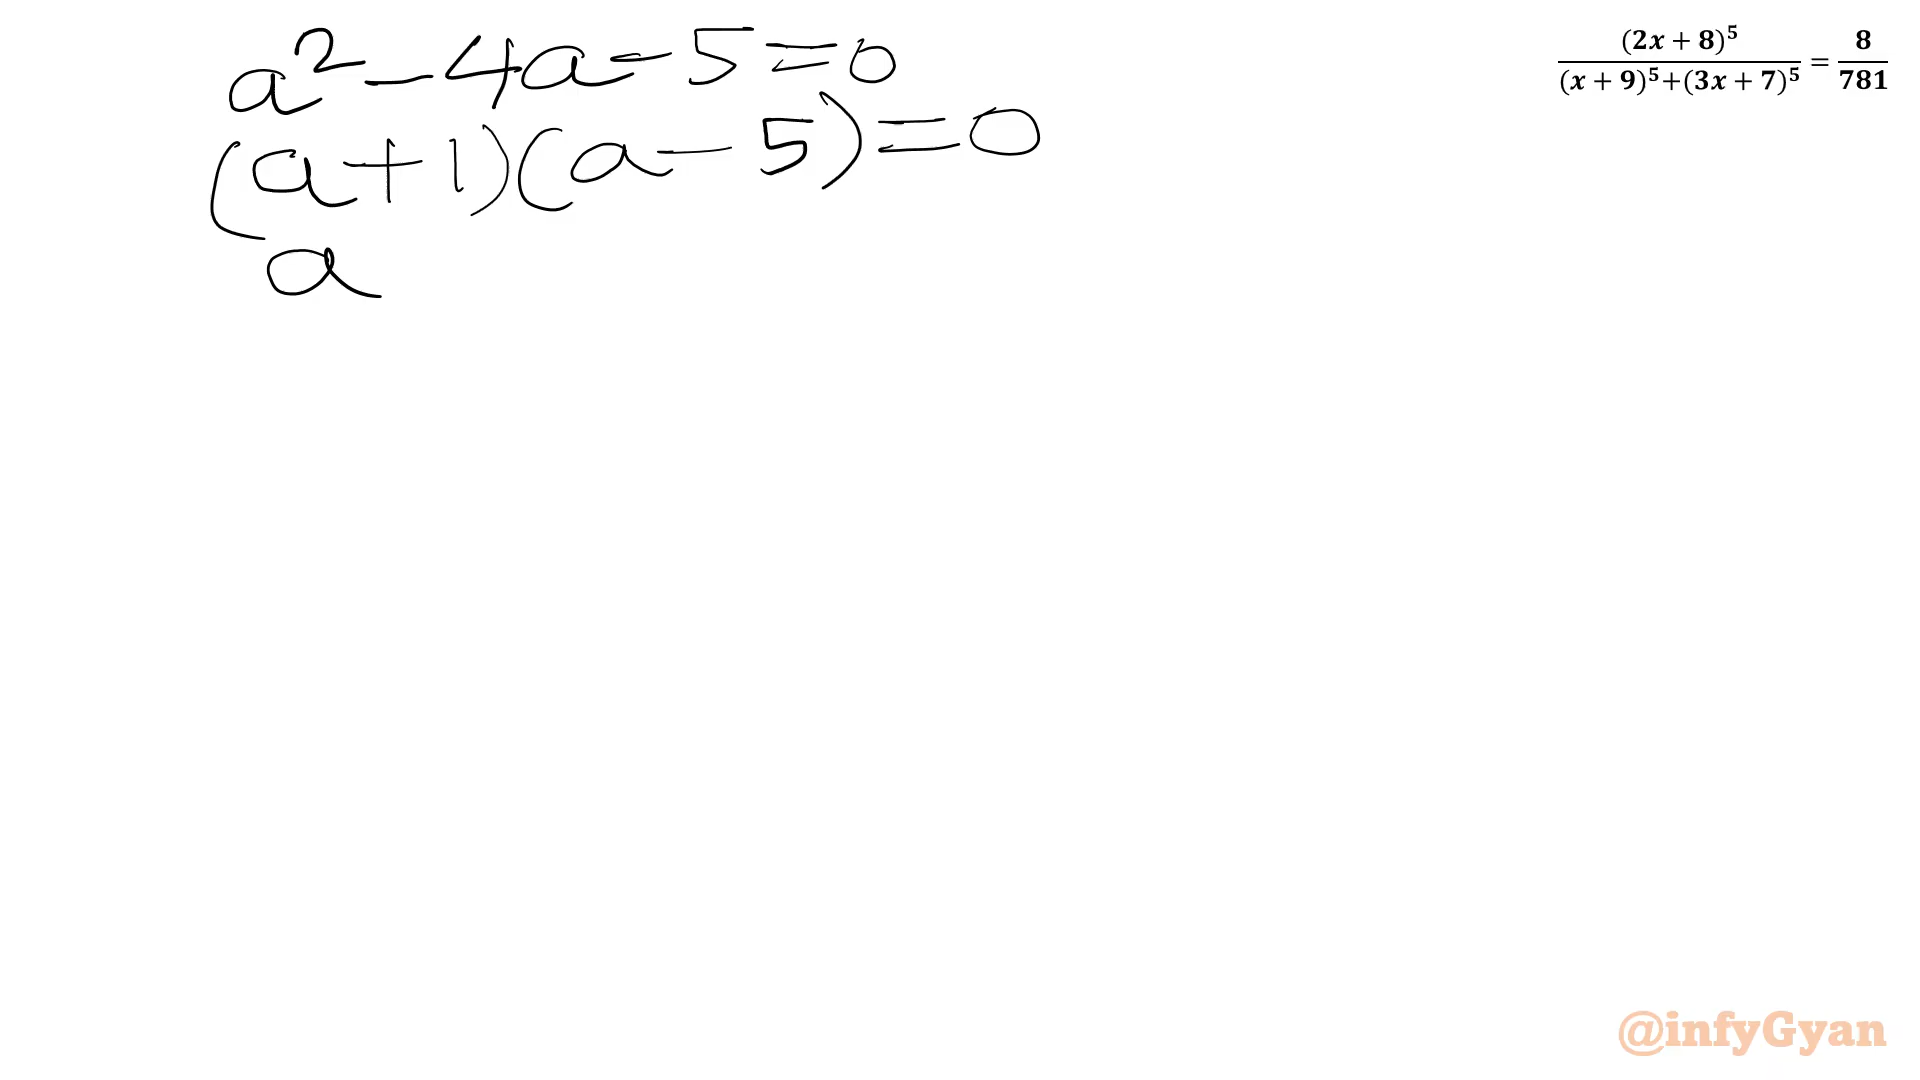 a² - 4a - 5 = 0
(a + 1)(a - 5) = 0
a
(2x + 8)⁵
(x + 9)⁵+(3x + 7)⁵
=
8
781
@infyGyan